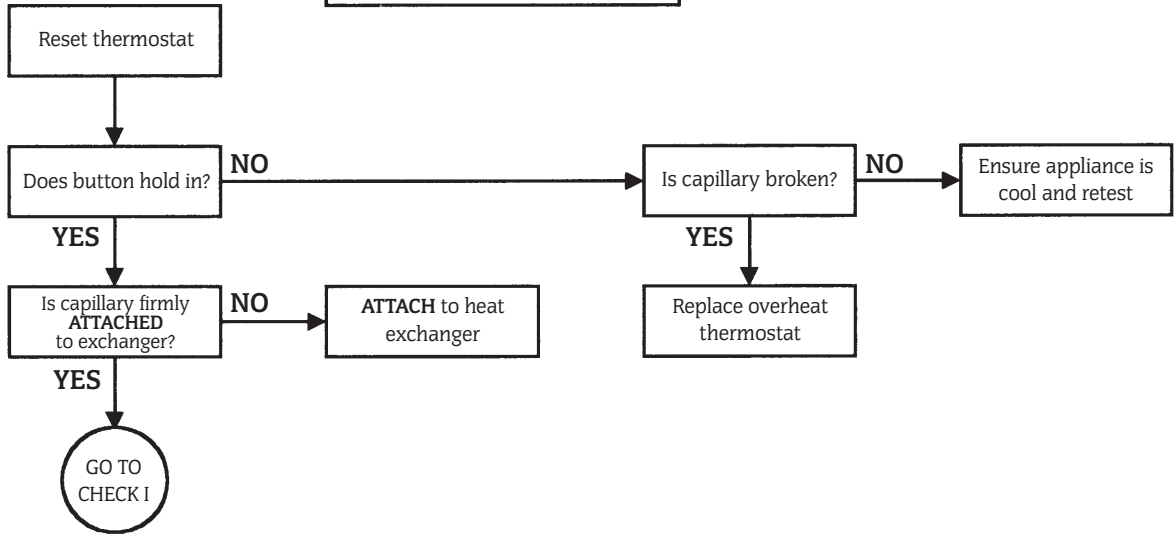 Reset thermostat
Does button hold in?
NO
Is capillary broken?
NO
Ensure appliance is
cool and retest
YES
YES
Is capillary firmly
ATTACHED
to exchanger?
NO
ATTACH to heat
exchanger
Replace overheat
thermostat
YES
GO TO
CHECK I